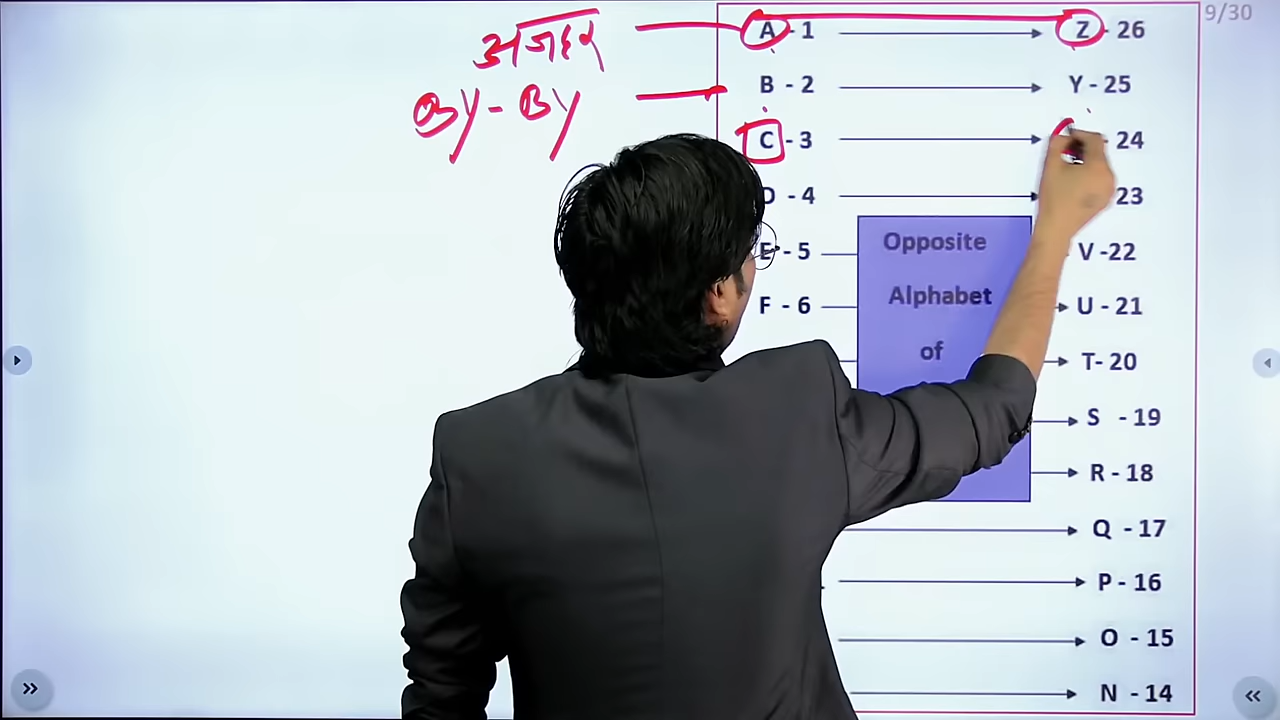 9/30
अजहर A - 1 Z - 26
By - By B - 2 Y - 25
C - 3 24
- 4 23
E - 5 V -22
F - 6 U - 21
T- 20
S - 19
R - 18
Q - 17
P - 16
O - 15
N - 14
Opposite
Alphabet
of